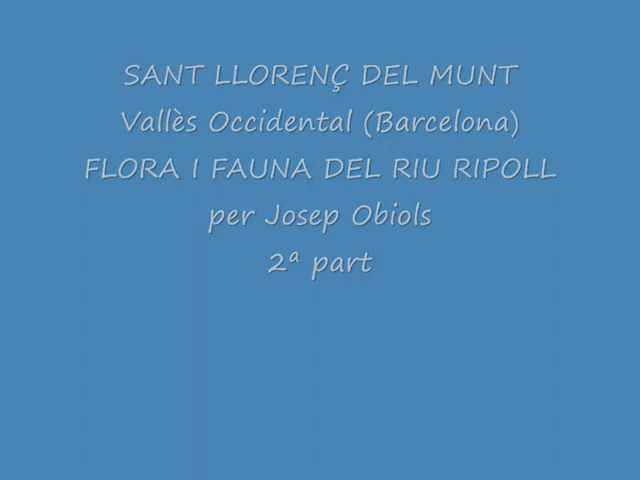 SANT LLORENÇ DEL MUNT
Vallès Occidental (Barcelona)
FLORA I FAUNA DEL RIU RIPOLL
per Josep Obiols
2ª part